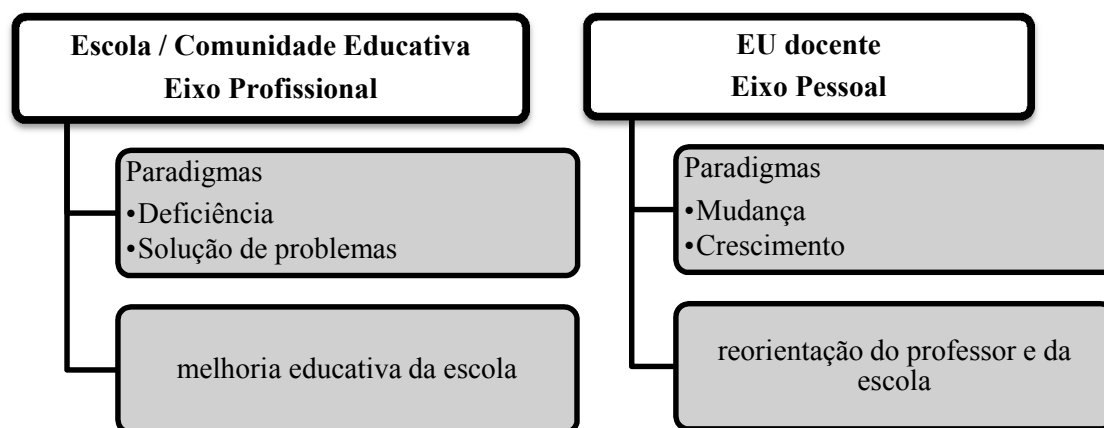 Escola / Comunidade Educativa
Eixo Profissional
Paradigmas
•Deficiência
•Solução de problemas
melhoria educativa da escola
EU docente
Eixo Pessoal
Paradigmas
•Mudança
•Crescimento
reorientação do professor e da
escola